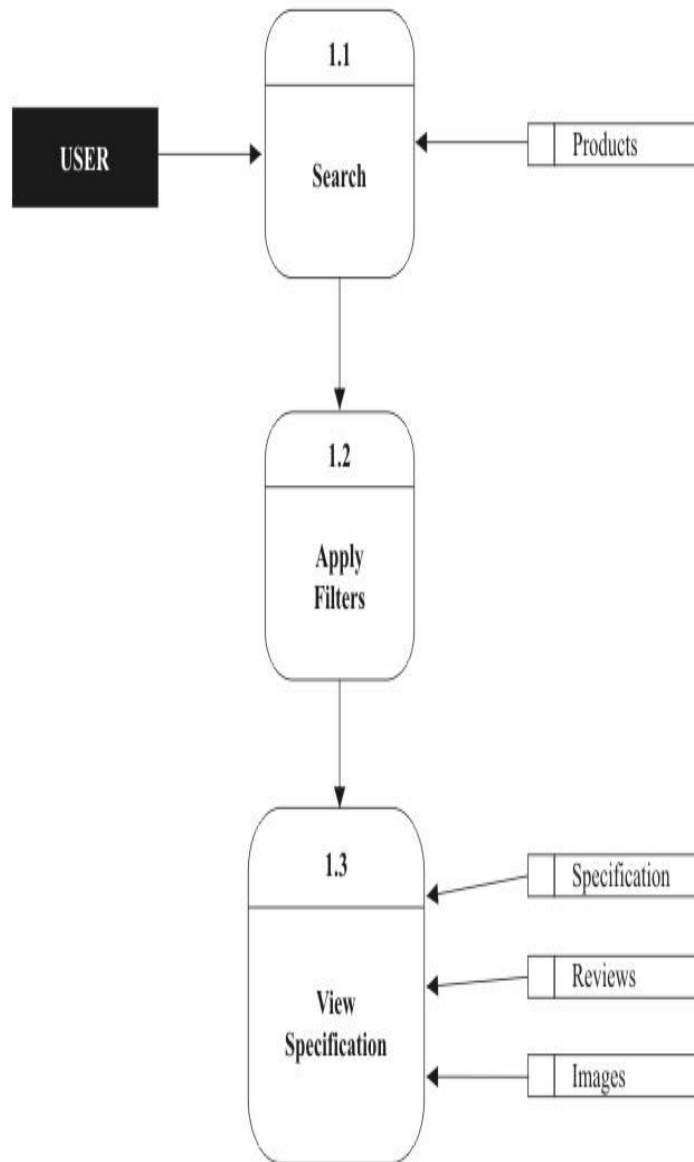 1.1
USER
Search
Products
1.2
Apply
Filters
1.3
Specification
Reviews
View
Specification
Images